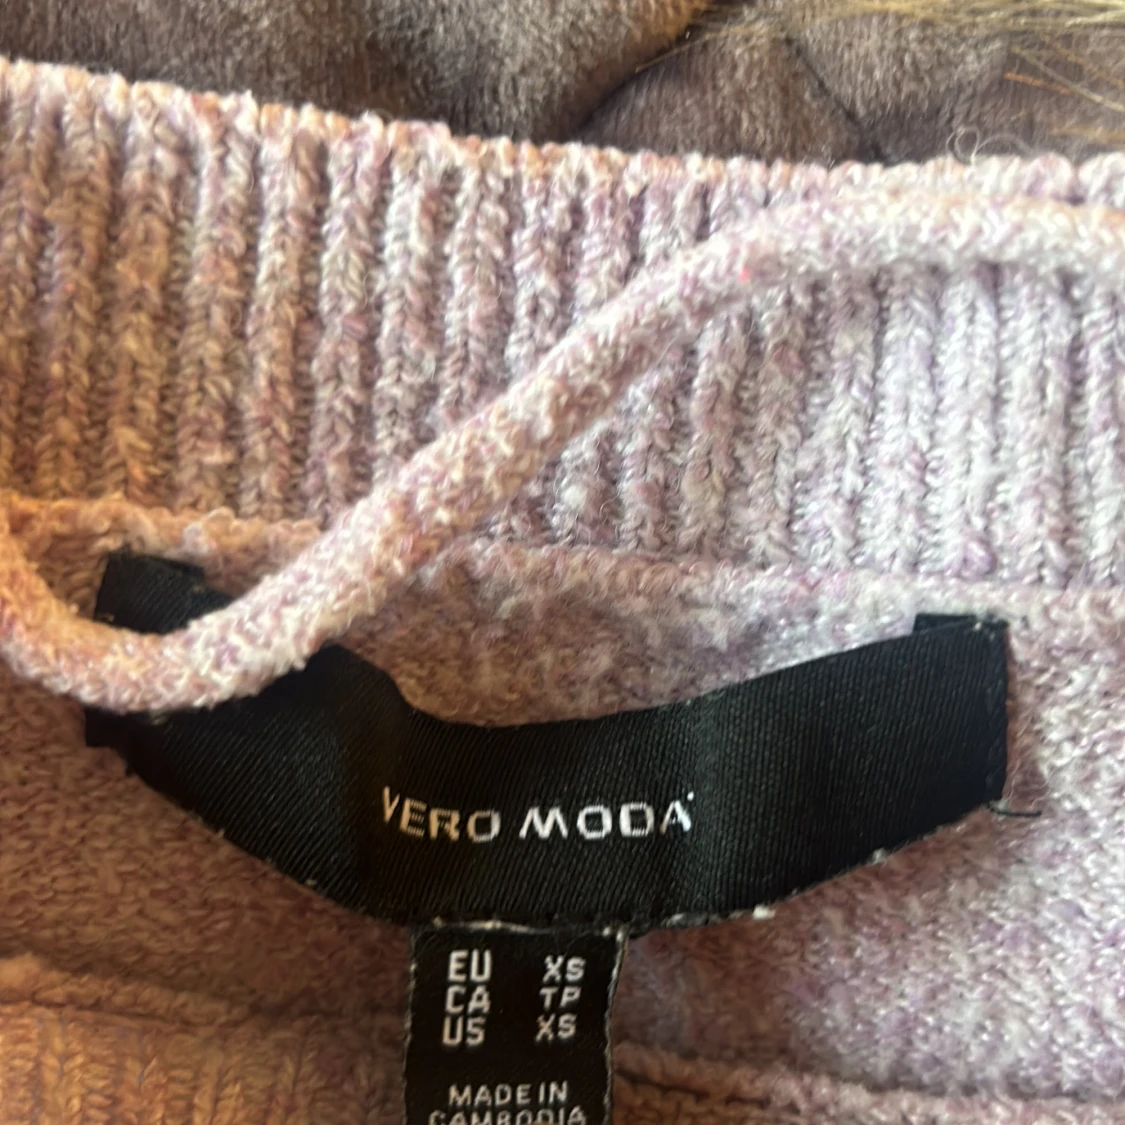 VERO MODA
EU XS
CA TP
US XS
MADE IN
CAMBODIA